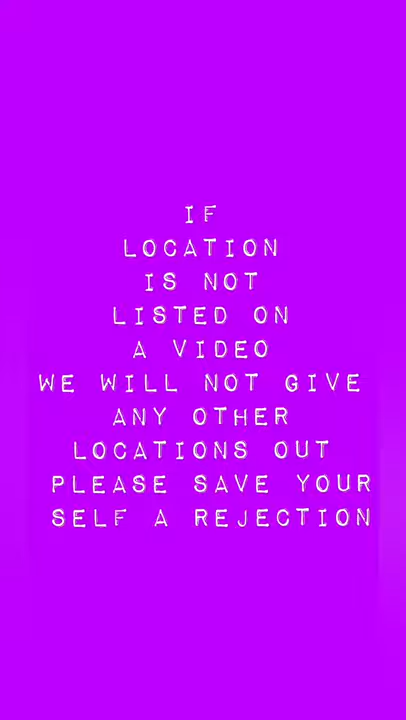 IF
LOCATION
IS NOT
LISTED ON
A VIDEO
WE WILL NOT GIVE
ANY OTHER
LOCATIONS OUT
PLEASE SAVE YOUR
SELF A REJECTION